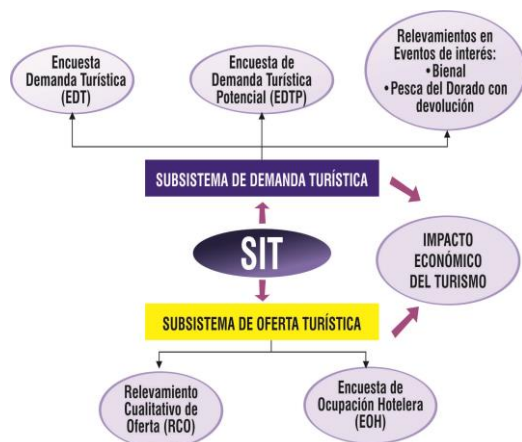 Encuesta
Demanda Turística
(EDT)
Encuesta de
Demanda Turística
Potencial (EDTP)
Relevamientos en
Eventos de interés:
•Bienal
•Pesca del Dorado con
devolución
SUBSISTEMA DE DEMANDA TURÍSTICA
SIT
IMPACTO
ECONÓMICO
DEL TURISMO
SUBSISTEMA DE OFERTA TURÍSTICA
Relevamiento
Cualitativo de
Oferta (RCO)
Encuesta de
Ocupación Hotelera
(EOH)